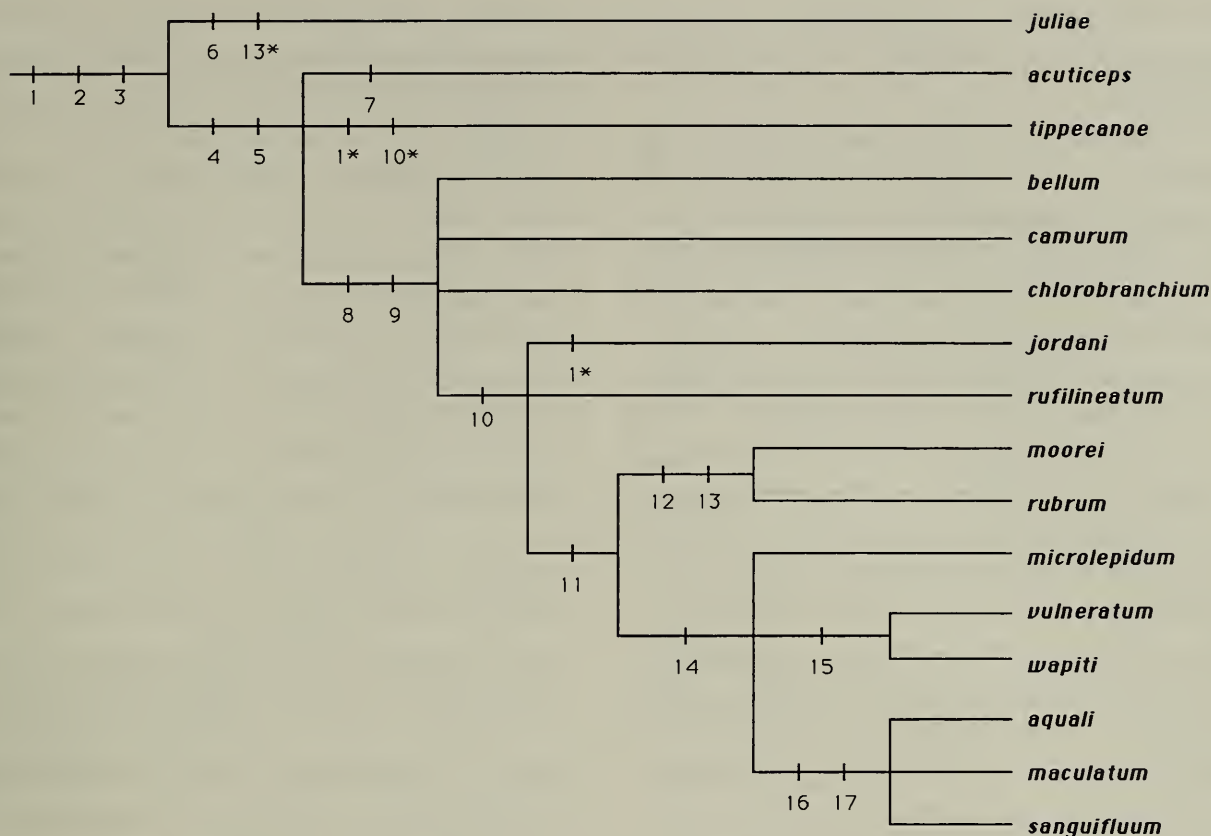 juliae
6 13*
acuticeps
1 2 3
7
tippecanoe
4 5 1* 10*
bellum
camurum
chlorobranchium
8 9
jordani
1*
rufilineatum
10
moorei
12 13
rubrum
microlepidum
11
vulneratum
14 15
wapiti
aquali
maculatum
16 17
sanguifluum